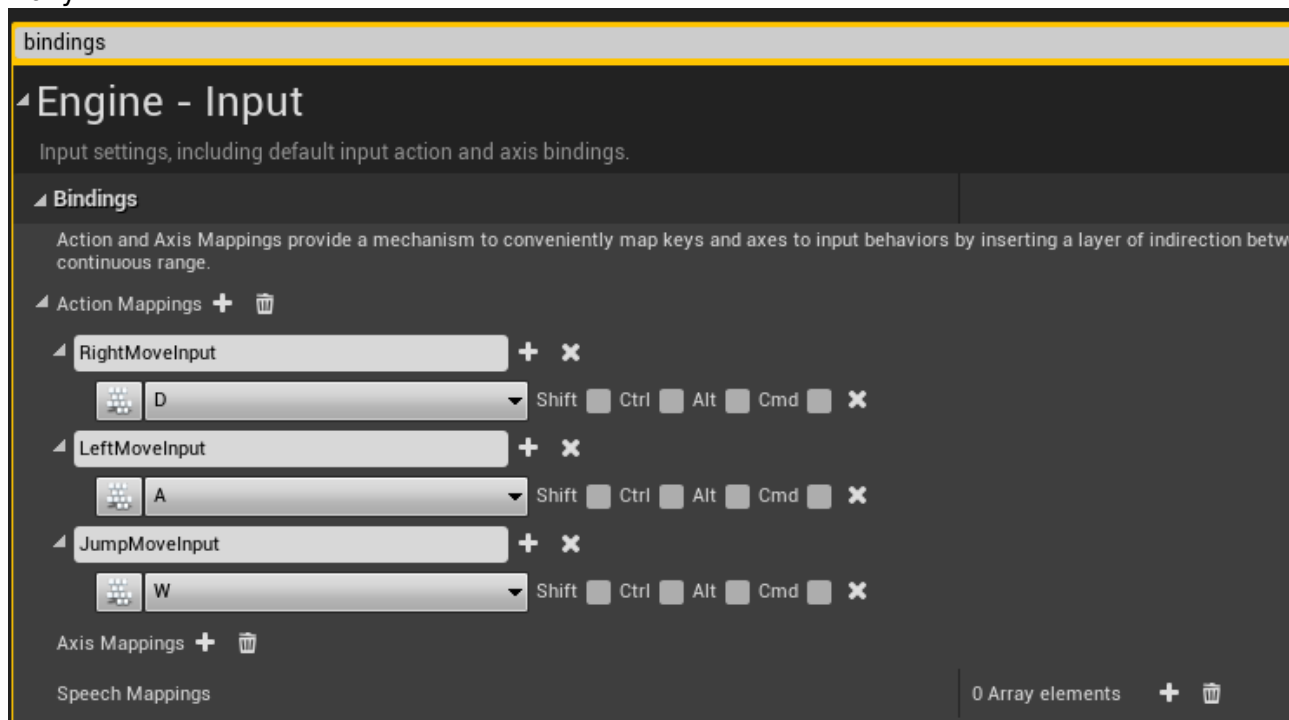 bindings
Engine - Input
Input settings, including default input action and axis bindings.
Bindings
Action and Axis Mappings provide a mechanism to conveniently map keys and axes to input behaviors by inserting a layer of indirection betw
continuous range.
Action Mappings
RightMoveInput
D Shift Ctrl Alt Cmd
LeftMoveInput
A Shift Ctrl Alt Cmd
JumpMoveInput
W Shift Ctrl Alt Cmd
Axis Mappings
Speech Mappings 0 Array elements